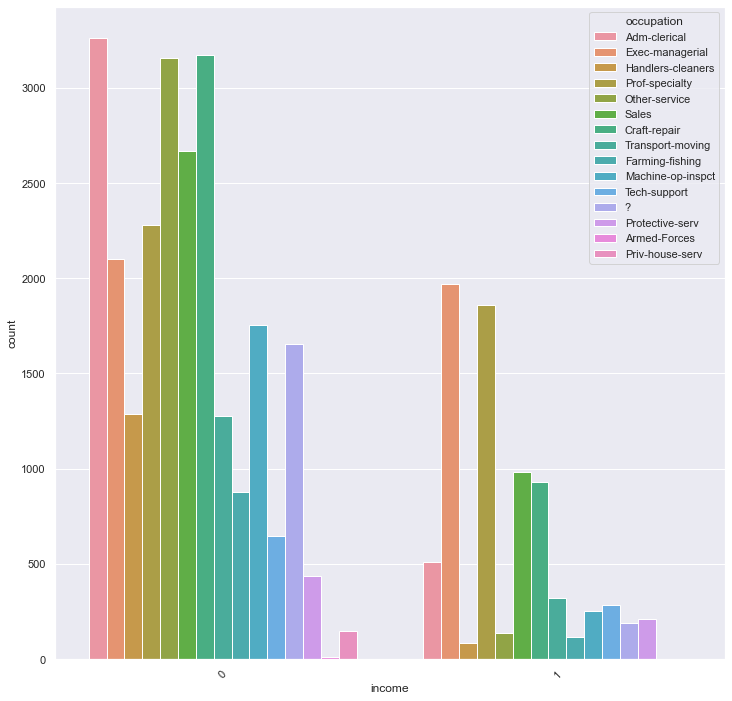 occupation
Adm-clerical
Exec-managerial
Handlers-cleaners
Prof-specialty
Other-service
Sales
Craft-repair
Transport-moving
Farming-fishing
Machine-op-inspct
Tech-support
?
Protective-serv
Armed-Forces
Priv-house-serv
3000
2500
2000
1500
1000
500
0
count
0
1
income